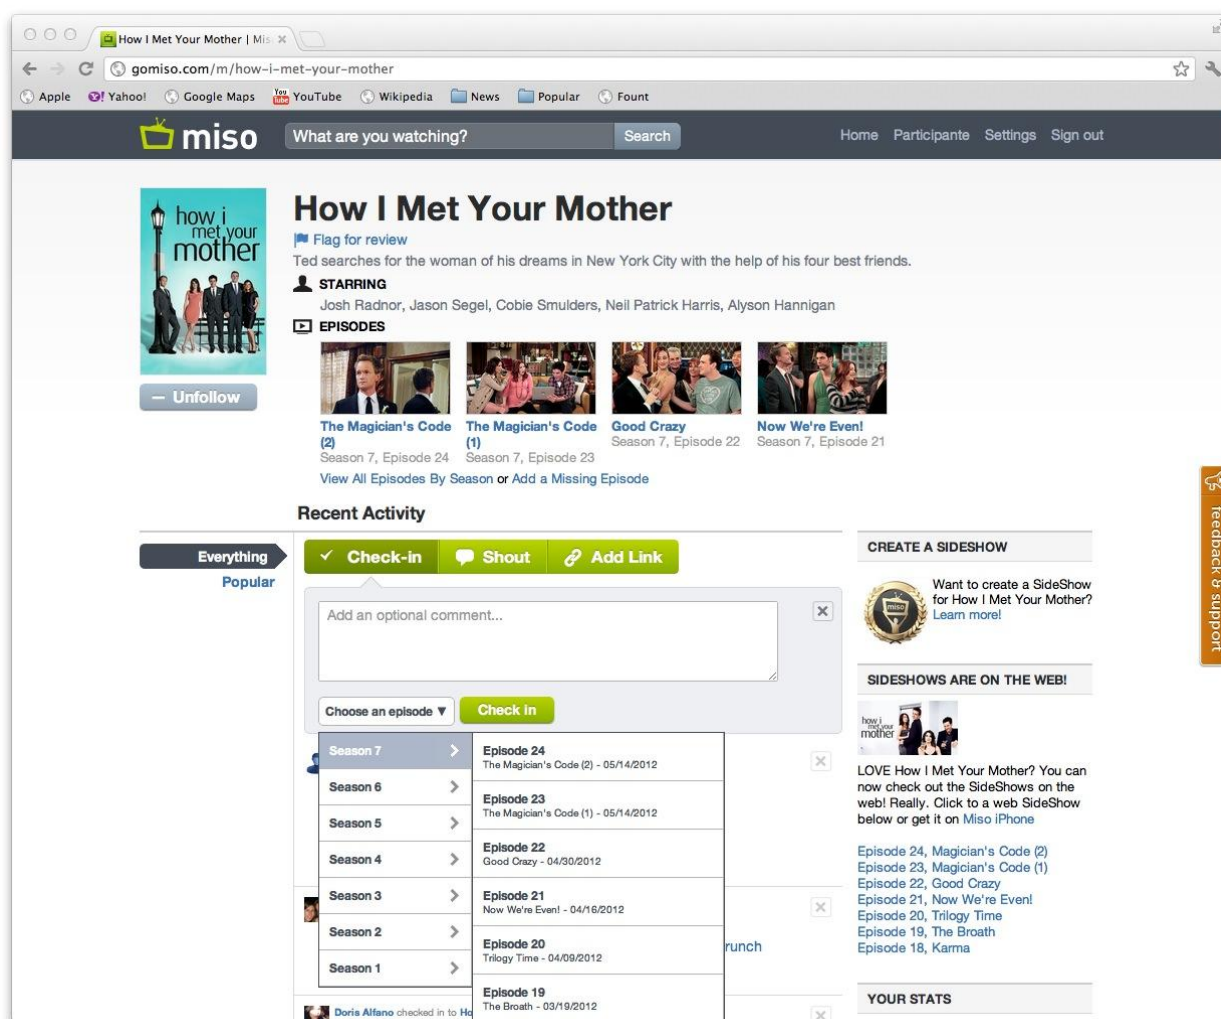 How I Met Your Mother | Mis
gomiso.com/m/how-i-met-your-mother
Apple Yahoo! Google Maps YouTube Wikipedia News Popular Fount
miso What are you watching? Search Home Participante Settings Sign out
how i
met your
mother
How I Met Your Mother
Flag for review
Ted searches for the woman of his dreams in New York City with the help of his four best friends.
STARRING
Josh Radnor, Jason Segel, Cobie Smulders, Neil Patrick Harris, Alyson Hannigan
EPISODES
Unfollow
The Magician's Code
(2)
Season 7, Episode 24
The Magician's Code
(1)
Season 7, Episode 23
Good Crazy
Season 7, Episode 22
Now We're Even!
Season 7, Episode 21
View All Episodes By Season or Add a Missing Episode
Recent Activity
Everything
Popular
Check-in Shout Add Link
Add an optional comment...
Choose an episode ▼ Check in
Season 7
Season 6
Season 5
Season 4
Season 3
Season 2
Season 1
Episode 24
The Magician's Code (2) - 05/14/2012
Episode 23
The Magician's Code (1) - 05/14/2012
Episode 22
Good Crazy - 04/30/2012
Episode 21
Now We're Even! - 04/16/2012
Episode 20
Trilogy Time - 04/09/2012
Episode 19
The Broath - 03/19/2012
runch
Doris Alfano checked in to Ho
CREATE A SIDESHOW
miso
Want to create a SideShow
for How I Met Your Mother?
Learn more!
SIDESHOWS ARE ON THE WEB!
how i
met your
mother
LOVE How I Met Your Mother? You can
now check out the SideShows on the
web! Really. Click to a web SideShow
below or get it on Miso iPhone
Episode 24, Magician's Code (2)
Episode 23, Magician's Code (1)
Episode 22, Good Crazy
Episode 21, Now We're Even!
Episode 20, Trilogy Time
Episode 19, The Broath
Episode 18, Karma
YOUR STATS
feedback & support